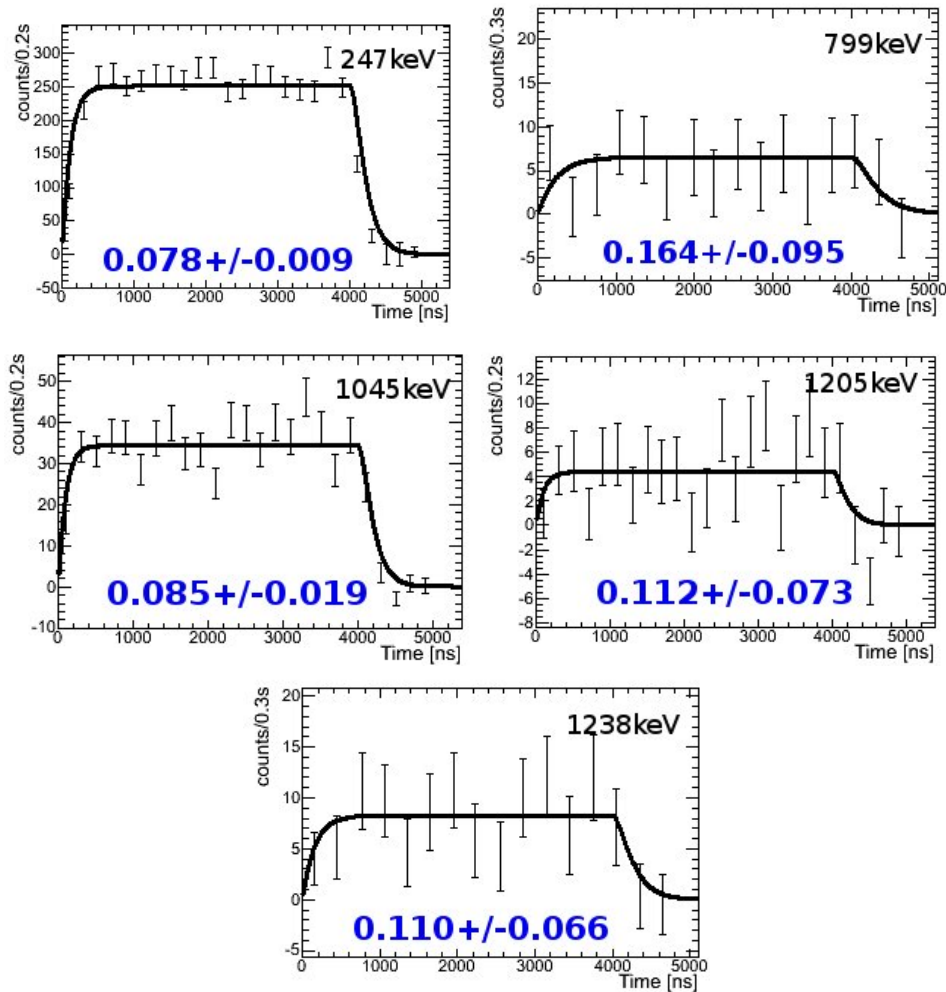 counts/0.2s
300
250
200
150
100
50
0
-50
247keV
0.078+/-0.009
0 1000 2000 3000 4000 5000
Time [ns]
counts/0.3s
20
15
10
5
0
-5
799keV
0.164+/-0.095
0 1000 2000 3000 4000 5000
Time [ns]
counts/0.2s
50
40
30
20
10
0
-10
1045keV
0.085+/-0.019
0 1000 2000 3000 4000 5000
Time [ns]
counts/0.2s
12
10
8
6
4
2
0
-2
-4
-6
-8
1205keV
0.112+/-0.073
0 1000 2000 3000 4000 5000
Time [ns]
counts/0.3s
20
15
10
5
0
-5
1238keV
0.110+/-0.066
0 1000 2000 3000 4000 5000
Time [ns]